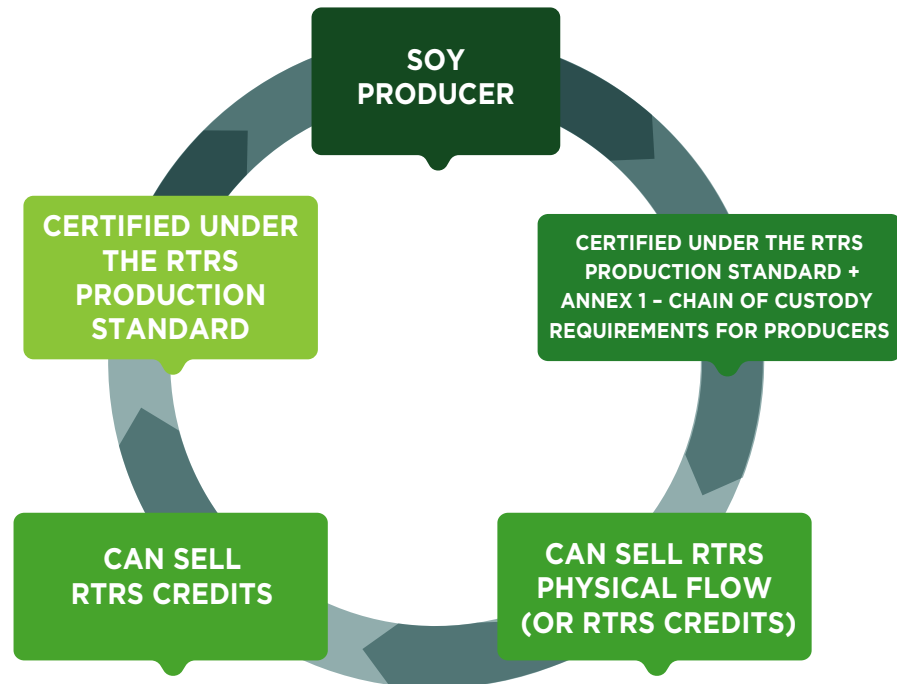 SOY
PRODUCER
CERTIFIED UNDER
THE RTRS
PRODUCTION
STANDARD
CERTIFIED UNDER THE RTRS
PRODUCTION STANDARD +
ANNEX 1 – CHAIN OF CUSTODY
REQUIREMENTS FOR PRODUCERS
CAN SELL
RTRS CREDITS
CAN SELL RTRS
PHYSICAL FLOW
(OR RTRS CREDITS)